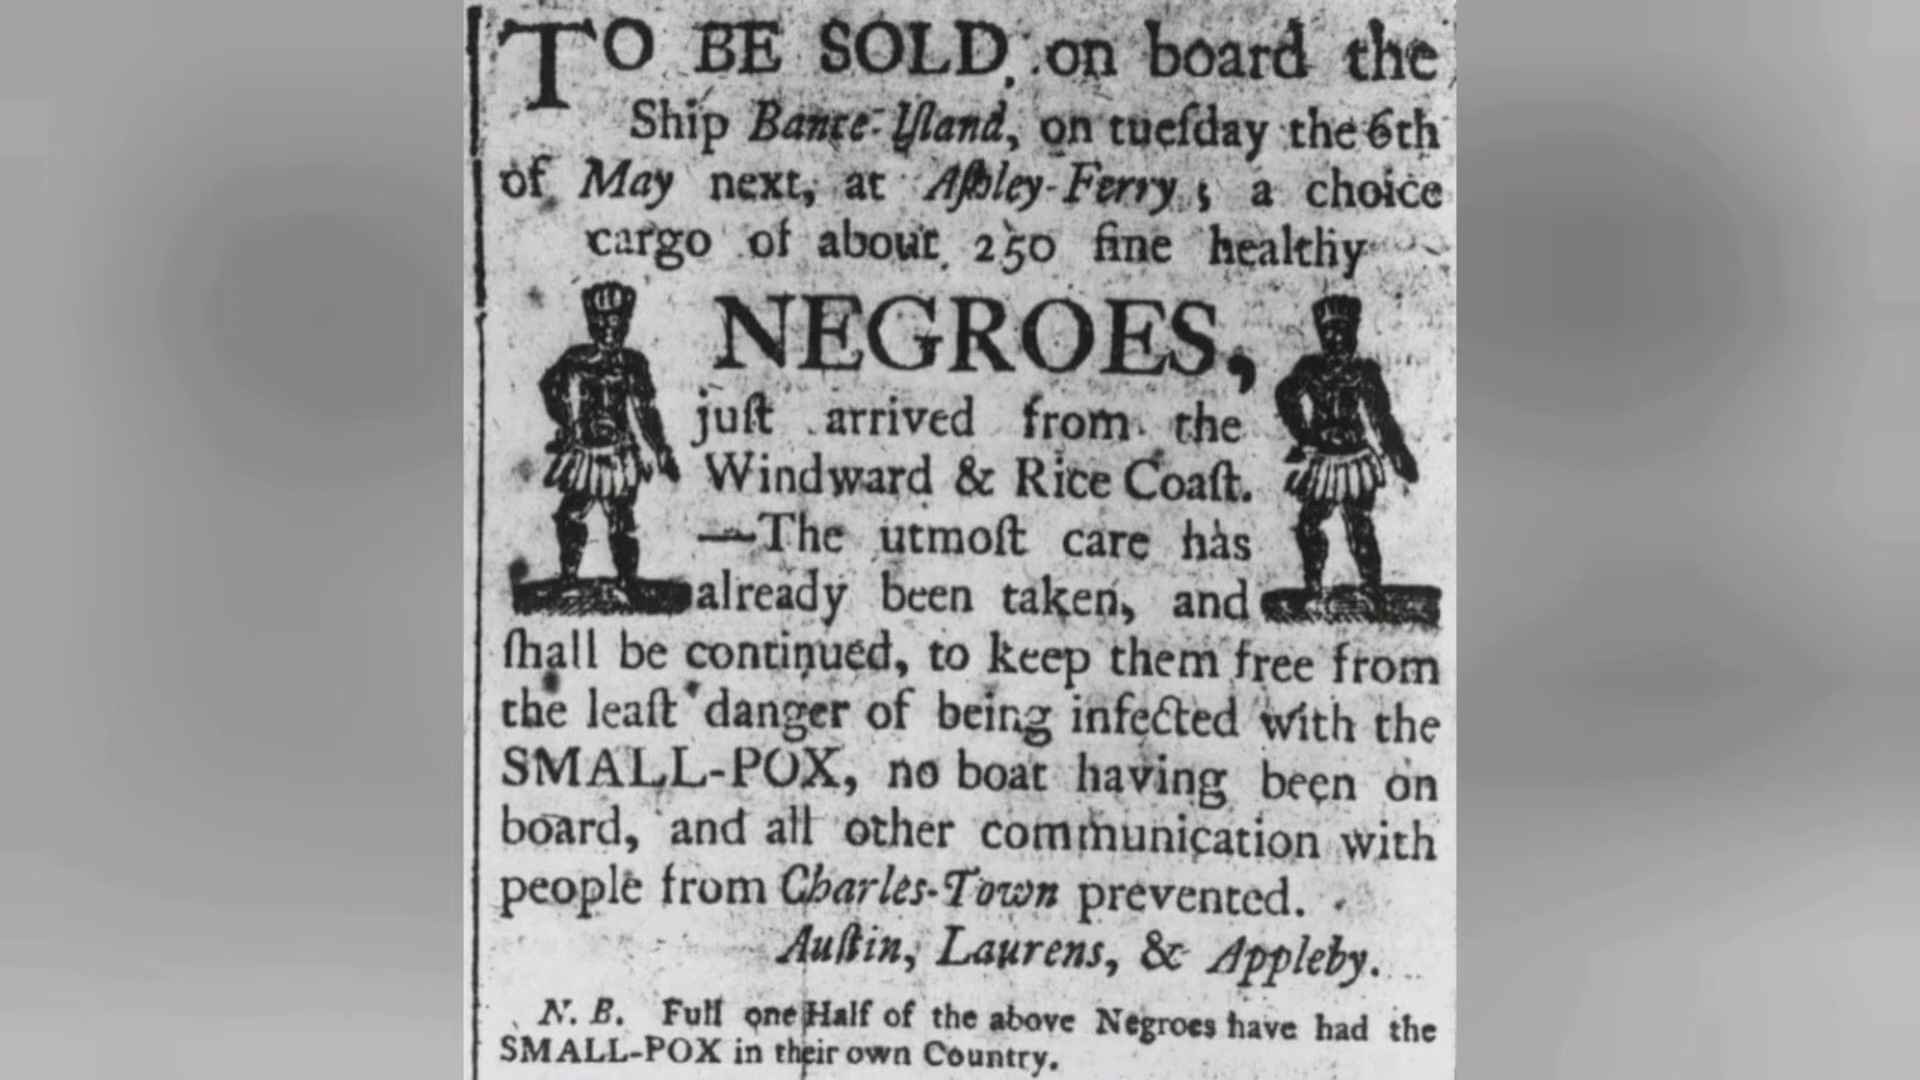 TO BE SOLD, on board the
Ship Bance-Iſland, on tueſday the 6th
of May next, at Aſhley-Ferry; a choice
cargo of about 250 fine healthy
NEGROES,
juſt arrived from the
Windward & Rice Coaſt.
—The utmoſt care has
already been taken, and
ſhall be continued, to keep them free from
the leaſt danger of being infected with the
SMALL-POX, no boat having been on
board, and all other communication with
people from Charles-Town prevented.
Auſtin, Laurens, & Appleby.
N. B. Full one Half of the above Negroes have had the
SMALL-POX in their own Country.